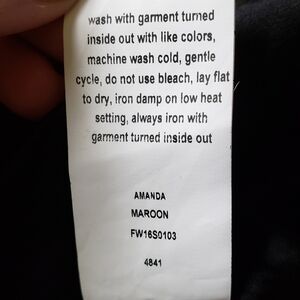 wash with garment turned
inside out with like colors,
machine wash cold, gentle
cycle, do not use bleach, lay flat
to dry, iron damp on low heat
setting, always iron with
garment turned inside out
AMANDA
MAROON
FW16S0103
4841